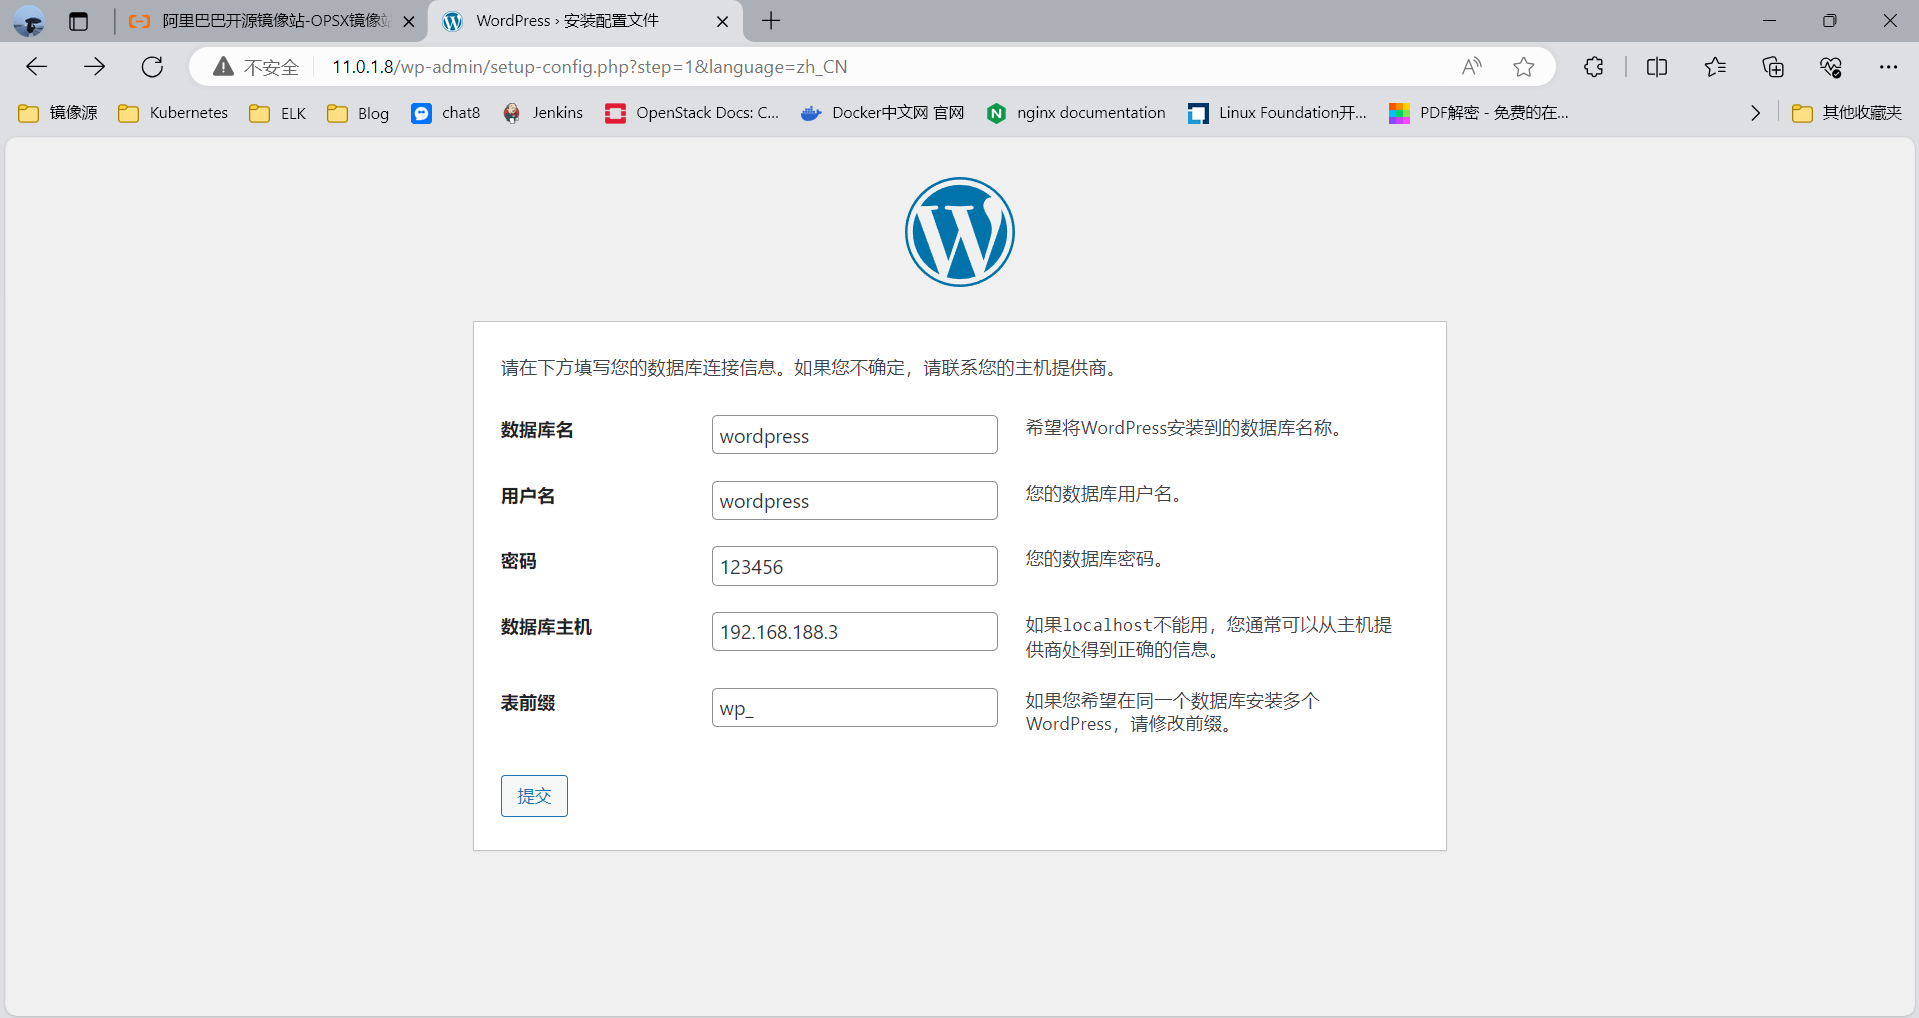 阿里巴巴开源镜像站-OPSX镜像站
WordPress › 安装配置文件
不安全
11.0.1.8/wp-admin/setup-config.php?step=1&language=zh_CN
镜像源
Kubernetes
ELK
Blog
chat8
Jenkins
OpenStack Docs: C...
Docker中文网 官网
nginx documentation
Linux Foundation开...
PDF解密 - 免费的在...
其他收藏夹
请在下方填写您的数据库连接信息。如果您不确定，请联系您的主机提供商。
数据库名
wordpress
希望将WordPress安装到的数据库名称。
用户名
wordpress
您的数据库用户名。
密码
123456
您的数据库密码。
数据库主机
192.168.188.3
如果localhost不能用，您通常可以从主机提
供商处得到正确的信息。
表前缀
wp_
如果您希望在同一个数据库安装多个
WordPress，请修改前缀。
提交